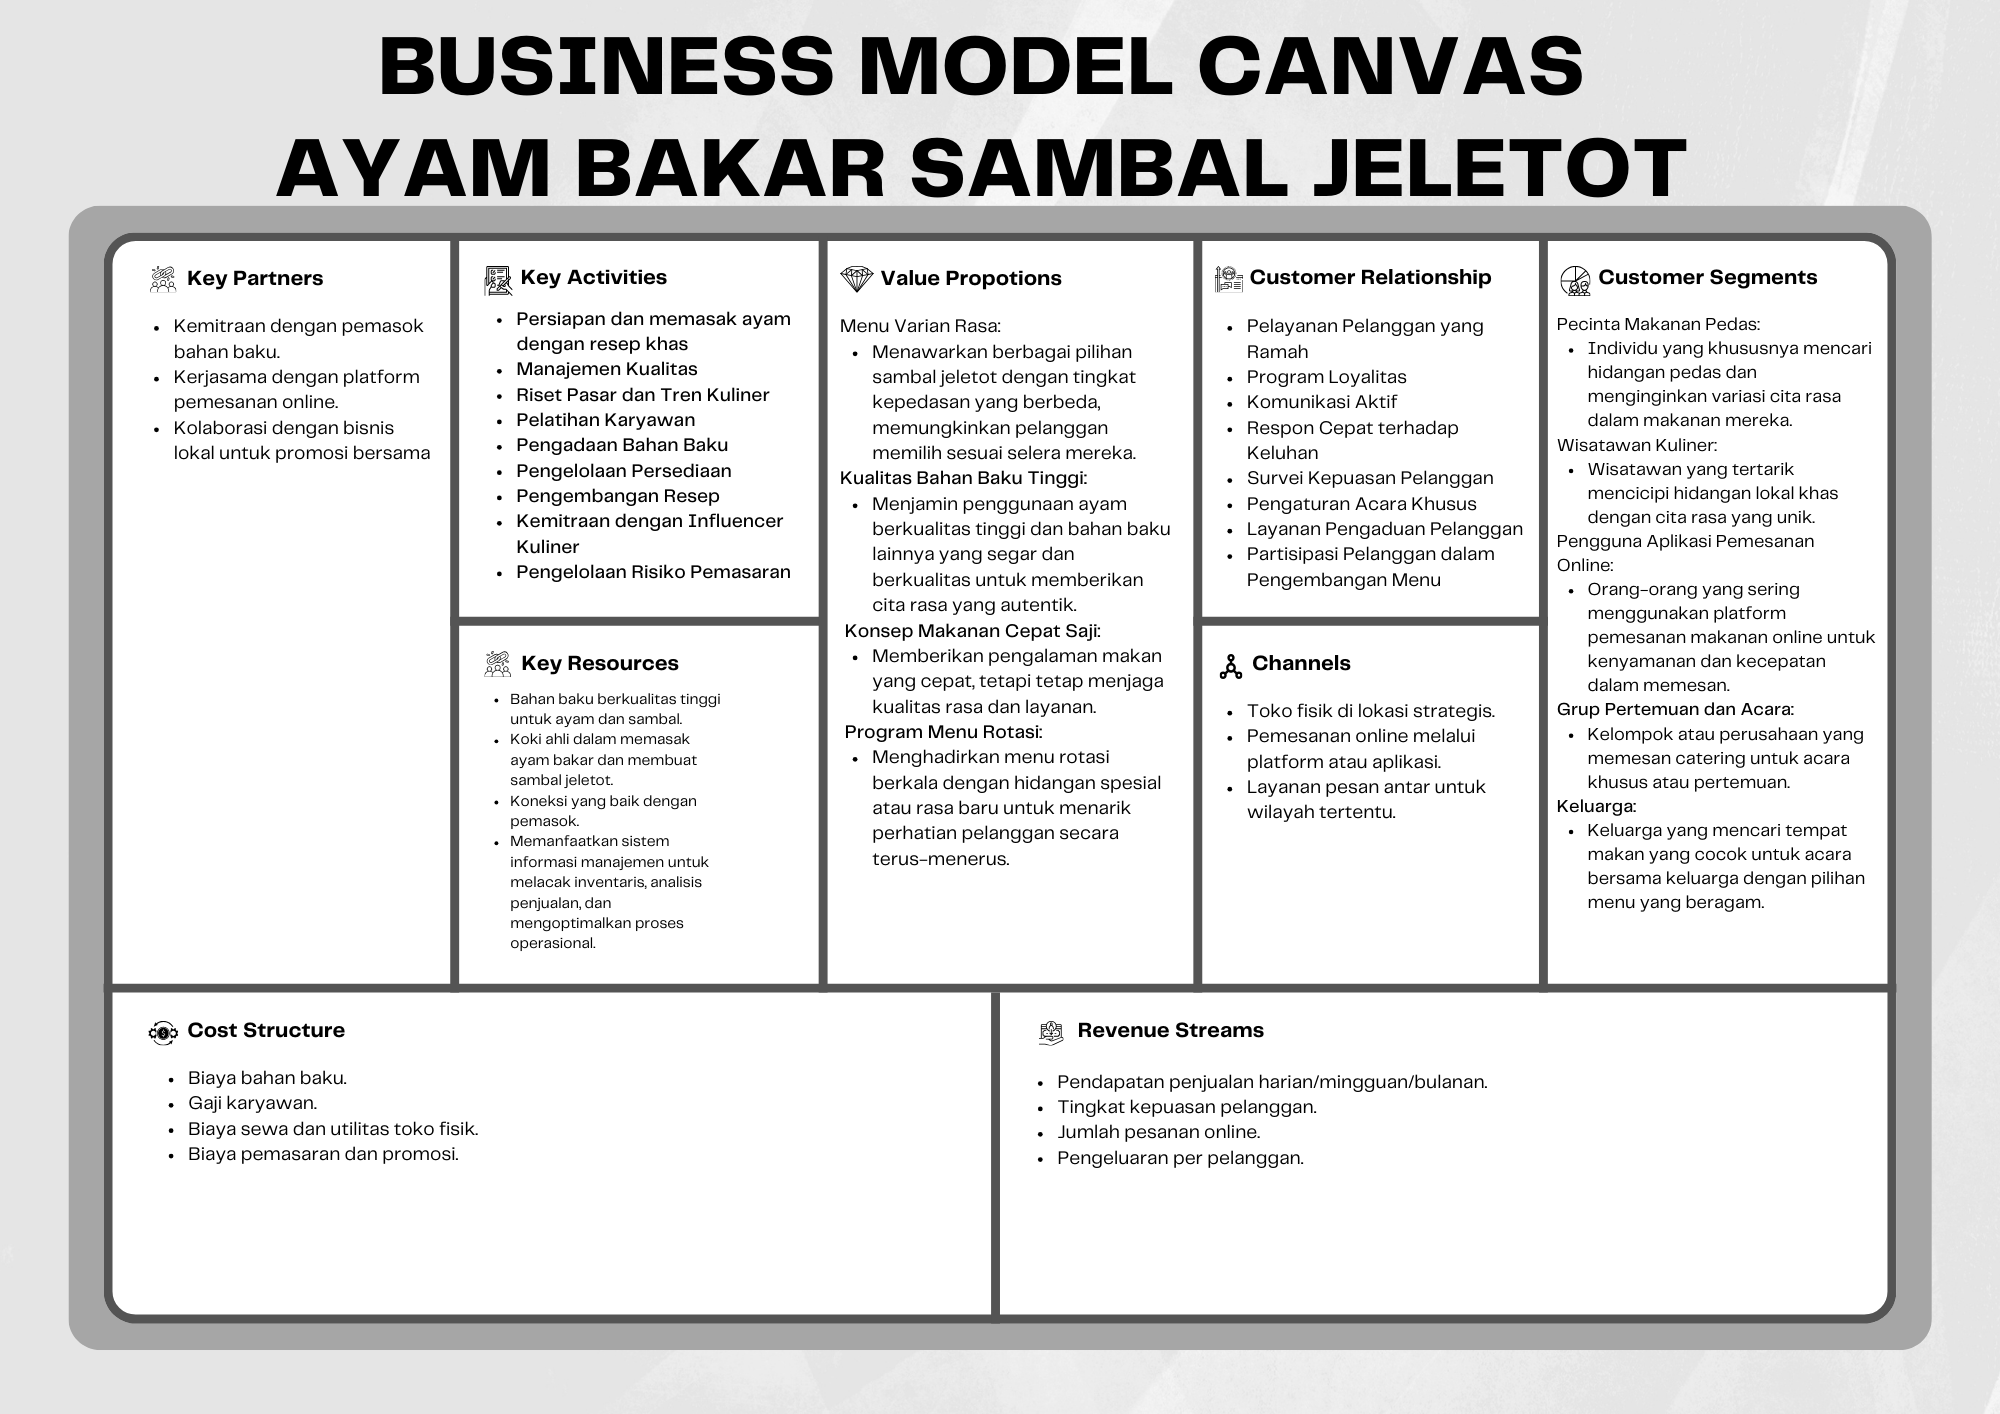 BUSINESS MODEL CANVAS
AYAM BAKAR SAMBAL JELETOT
Key Partners
• Kemitraan dengan pemasok
bahan baku.
• Kerjasama dengan platform
pemesanan online.
• Kolaborasi dengan bisnis
lokal untuk promosi bersama
Key Activities
• Persiapan dan memasak ayam
dengan resep khas
• Manajemen Kualitas
• Riset Pasar dan Tren Kuliner
• Pelatihan Karyawan
• Pengadaan Bahan Baku
• Pengelolaan Persediaan
• Pengembangan Resep
• Kemitraan dengan Influencer
Kuliner
• Pengelolaan Risiko Pemasaran
Key Resources
• Bahan baku berkualitas tinggi
untuk ayam dan sambal.
• Koki ahli dalam memasak
ayam bakar dan membuat
sambal jeletot.
• Koneksi yang baik dengan
pemasok.
• Memanfaatkan sistem
informasi manajemen untuk
melacak inventaris, analisis
penjualan, dan
mengoptimalkan proses
operasional.
Value Propotions
Menu Varian Rasa:
• Menawarkan berbagai pilihan
sambal jeletot dengan tingkat
kepedasan yang berbeda,
memungkinkan pelanggan
memilih sesuai selera mereka.
Kualitas Bahan Baku Tinggi:
• Menjamin penggunaan ayam
berkualitas tinggi dan bahan baku
lainnya yang segar dan
berkualitas untuk memberikan
cita rasa yang autentik.
Konsep Makanan Cepat Saji:
• Memberikan pengalaman makan
yang cepat, tetapi tetap menjaga
kualitas rasa dan layanan.
Program Menu Rotasi:
• Menghadirkan menu rotasi
berkala dengan hidangan spesial
atau rasa baru untuk menarik
perhatian pelanggan secara
terus-menerus.
Customer Relationship
• Pelayanan Pelanggan yang
Ramah
• Program Loyalitas
• Komunikasi Aktif
• Respon Cepat terhadap
Keluhan
• Survei Kepuasan Pelanggan
• Pengaturan Acara Khusus
• Layanan Pengaduan Pelanggan
• Partisipasi Pelanggan dalam
Pengembangan Menu
Channels
• Toko fisik di lokasi strategis.
• Pemesanan online melalui
platform atau aplikasi.
• Layanan pesan antar untuk
wilayah tertentu.
Customer Segments
Pecinta Makanan Pedas:
• Individu yang khususnya mencari
hidangan pedas dan
menginginkan variasi cita rasa
dalam makanan mereka.
Wisatawan Kuliner:
• Wisatawan yang tertarik
mencicipi hidangan lokal khas
dengan cita rasa yang unik.
Pengguna Aplikasi Pemesanan
Online:
• Orang-orang yang sering
menggunakan platform
pemesanan makanan online untuk
kenyamanan dan kecepatan
dalam memesan.
Grup Pertemuan dan Acara:
• Kelompok atau perusahaan yang
memesan catering untuk acara
khusus atau pertemuan.
Keluarga:
• Keluarga yang mencari tempat
makan yang cocok untuk acara
bersama keluarga dengan pilihan
menu yang beragam.
Cost Structure
• Biaya bahan baku.
• Gaji karyawan.
• Biaya sewa dan utilitas toko fisik.
• Biaya pemasaran dan promosi.
Revenue Streams
• Pendapatan penjualan harian/mingguan/bulanan.
• Tingkat kepuasan pelanggan.
• Jumlah pesanan online.
• Pengeluaran per pelanggan.